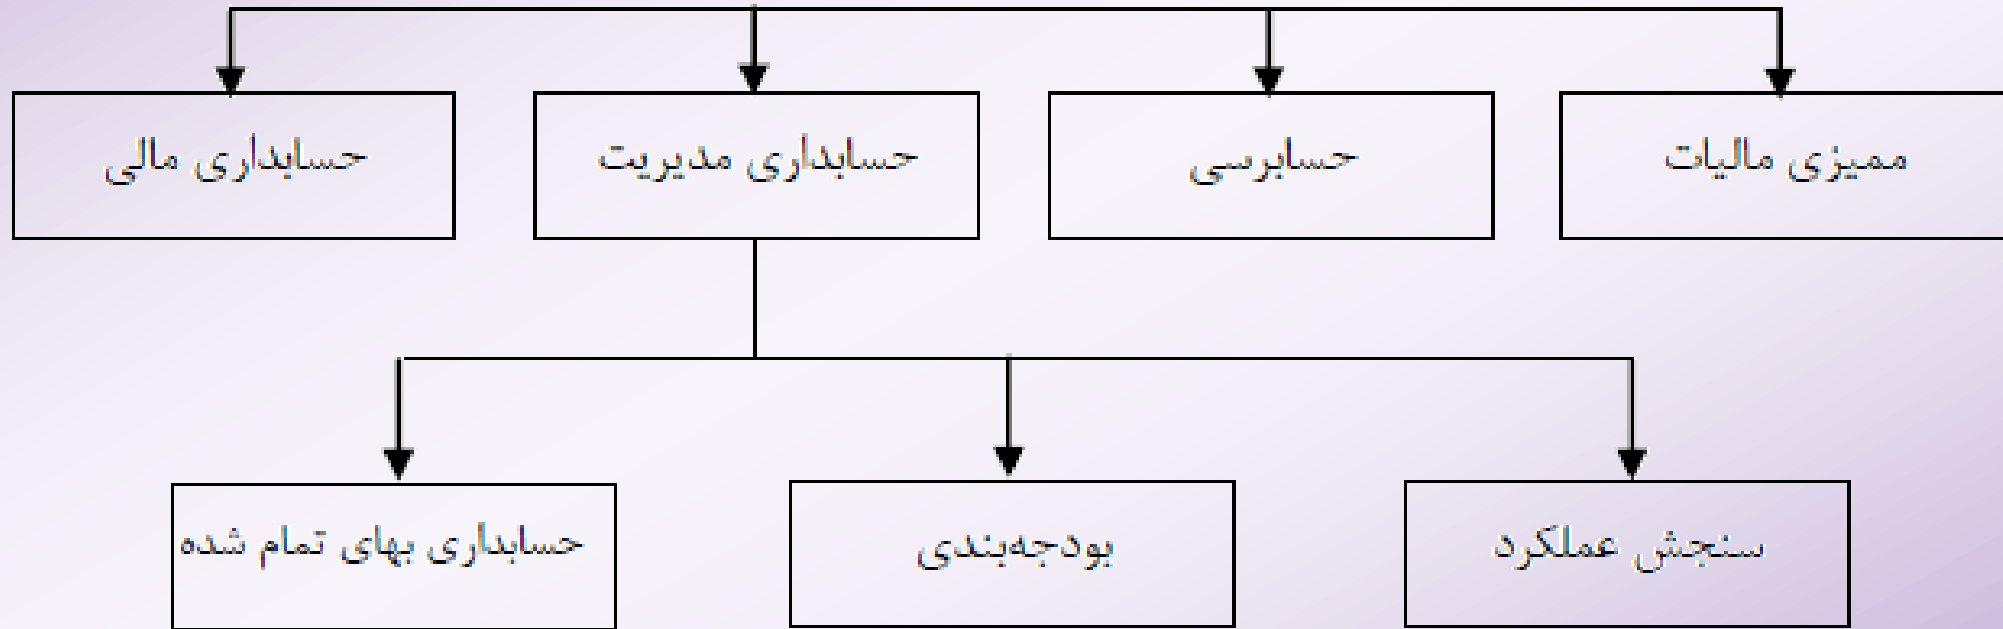 ممیزی مالیات
حسابرسی
حسابداری مدیریت
حسابداری مالی
سنجش عملکرد
بودجه‌بندی
حسابداری بهای تمام شده